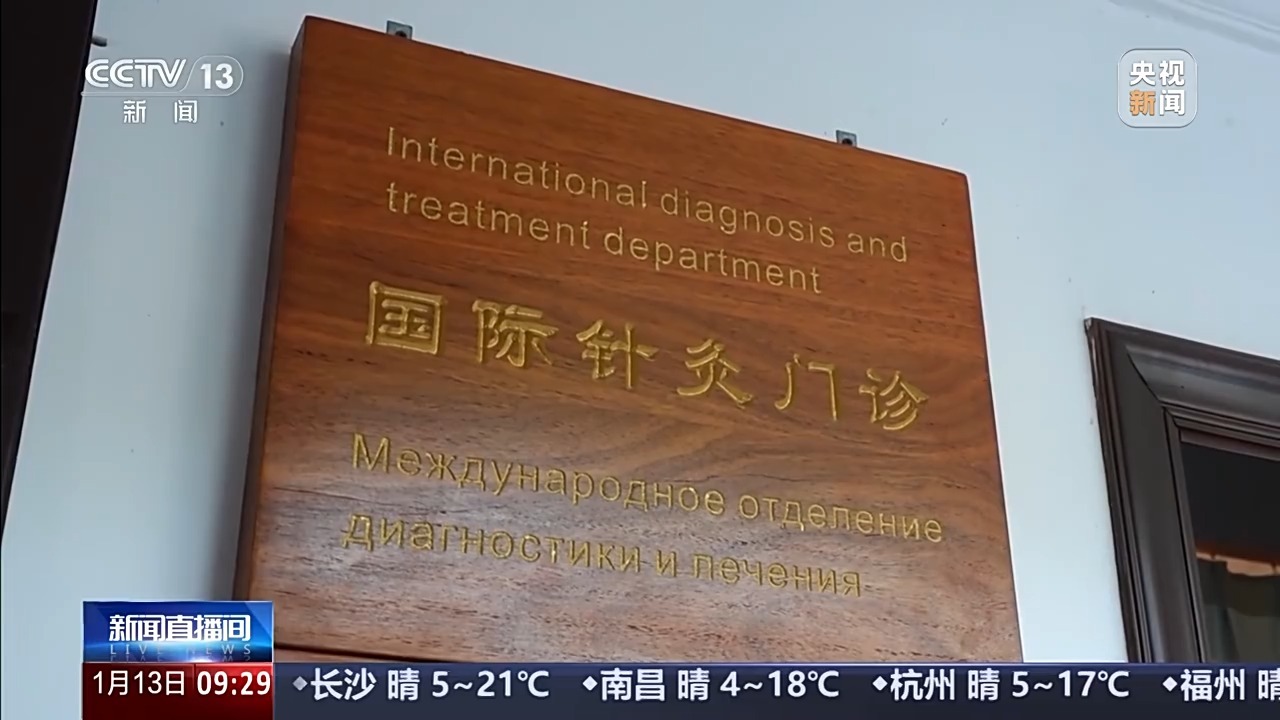 CCTV 13
新闻
央视
新闻
International diagnosis and
treatment department
国际针灸门诊
Международное отделение
диагностики и лечения
新闻直播间
LIVE NEWS
1月13日 09:29
◆长沙 晴 5~21℃ ◆南昌 晴 4~18℃ ◆杭州 晴 5~17℃ ◆福州 晴